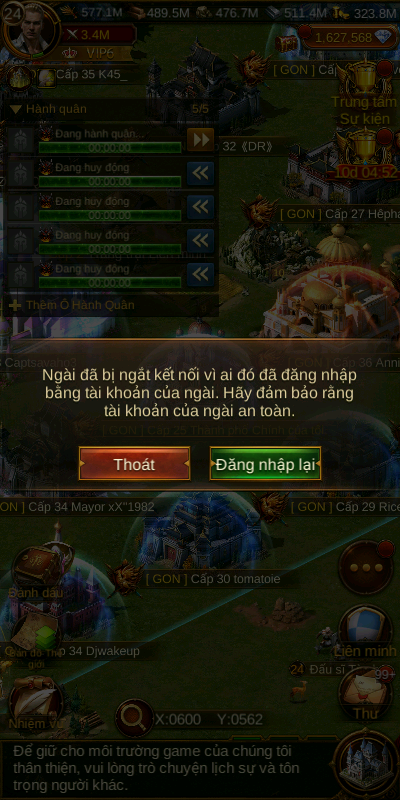 24
577.1M
489.5M
476.7M
511.4M
323.8M
3.4M
1,627,568
VIP6
Cấp 35 K45_
[ GON ] Cấp
Trung tâm
Sự kiện
Hành quân
5/5
Đang hành quân...
00:00:00
32《DR》
Đang huy động
00:00:00
10d 04:52
Đang huy động
00:00:00
[ GON ] Cấp 27 Hêpha
Đang huy động
00:00:00
Đang huy động
00:00:00
Thêm Ô Hành Quân
Captsavang
Cấp 36 Anni
Ngài đã bị ngắt kết nối vì ai đó đã đăng nhập
bằng tài khoản của ngài. Hãy đảm bảo rằng
tài khoản của ngài an toàn.
Thoát
Đăng nhập lại
ON ] Cấp 34 Mayor xX"1982
[ GON ] Cấp 29 Rice
[ GON ] Cấp 30 tomatoie
Đánh dấu
Bản đồ Thế
giới
p 34 Djwakeup
Liên minh
24 Đấu sĩ
99+
Nhiệm vụ
Thư
X:0600 Y:0562
Để giữ cho môi trường game của chúng tôi
thân thiện, vui lòng trò chuyện lịch sự và tôn
trọng người khác.